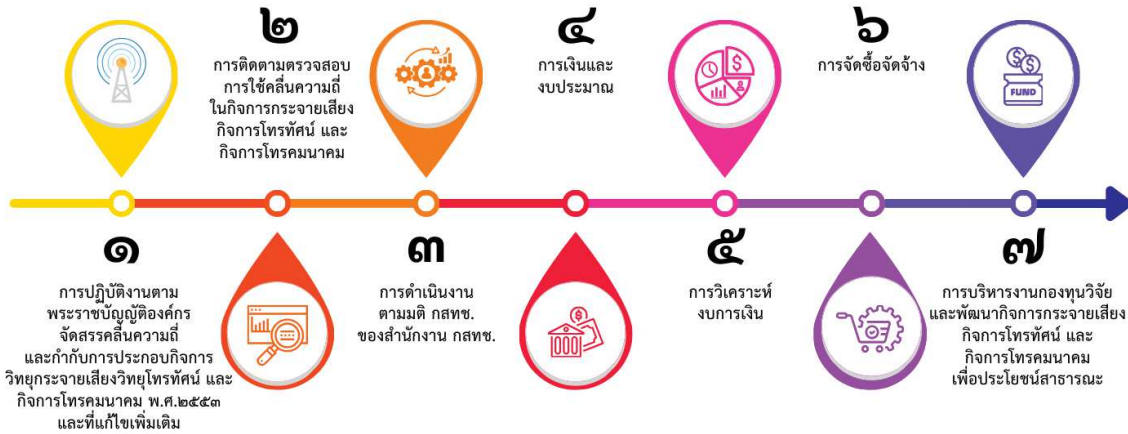 ๑
การปฏิบัติงานตาม
พระราชบัญญัติองค์กร
จัดสรรคลื่นความถี่
และกำกับการประกอบกิจการ
วิทยุกระจายเสียงวิทยุโทรทัศน์ และ
กิจการโทรคมนาคม พ.ศ.๒๕๕๓
และที่แก้ไขเพิ่มเติม
๒
การติดตามตรวจสอบ
การใช้คลื่นความถี่
ในกิจการกระจายเสียง
กิจการโทรทัศน์ และ
กิจการโทรคมนาคม
๓
การดำเนินงาน
ตามมติ กสทช.
ของสำนักงาน กสทช.
๔
การเงินและ
งบประมาณ
๕
การวิเคราะห์
งบการเงิน
๖
การจัดซื้อจัดจ้าง
FUND
๗
การบริหารงานกองทุนวิจัย
และพัฒนากิจการกระจายเสียง
กิจการโทรทัศน์ และ
กิจการโทรคมนาคม
เพื่อประโยชน์สาธารณะ